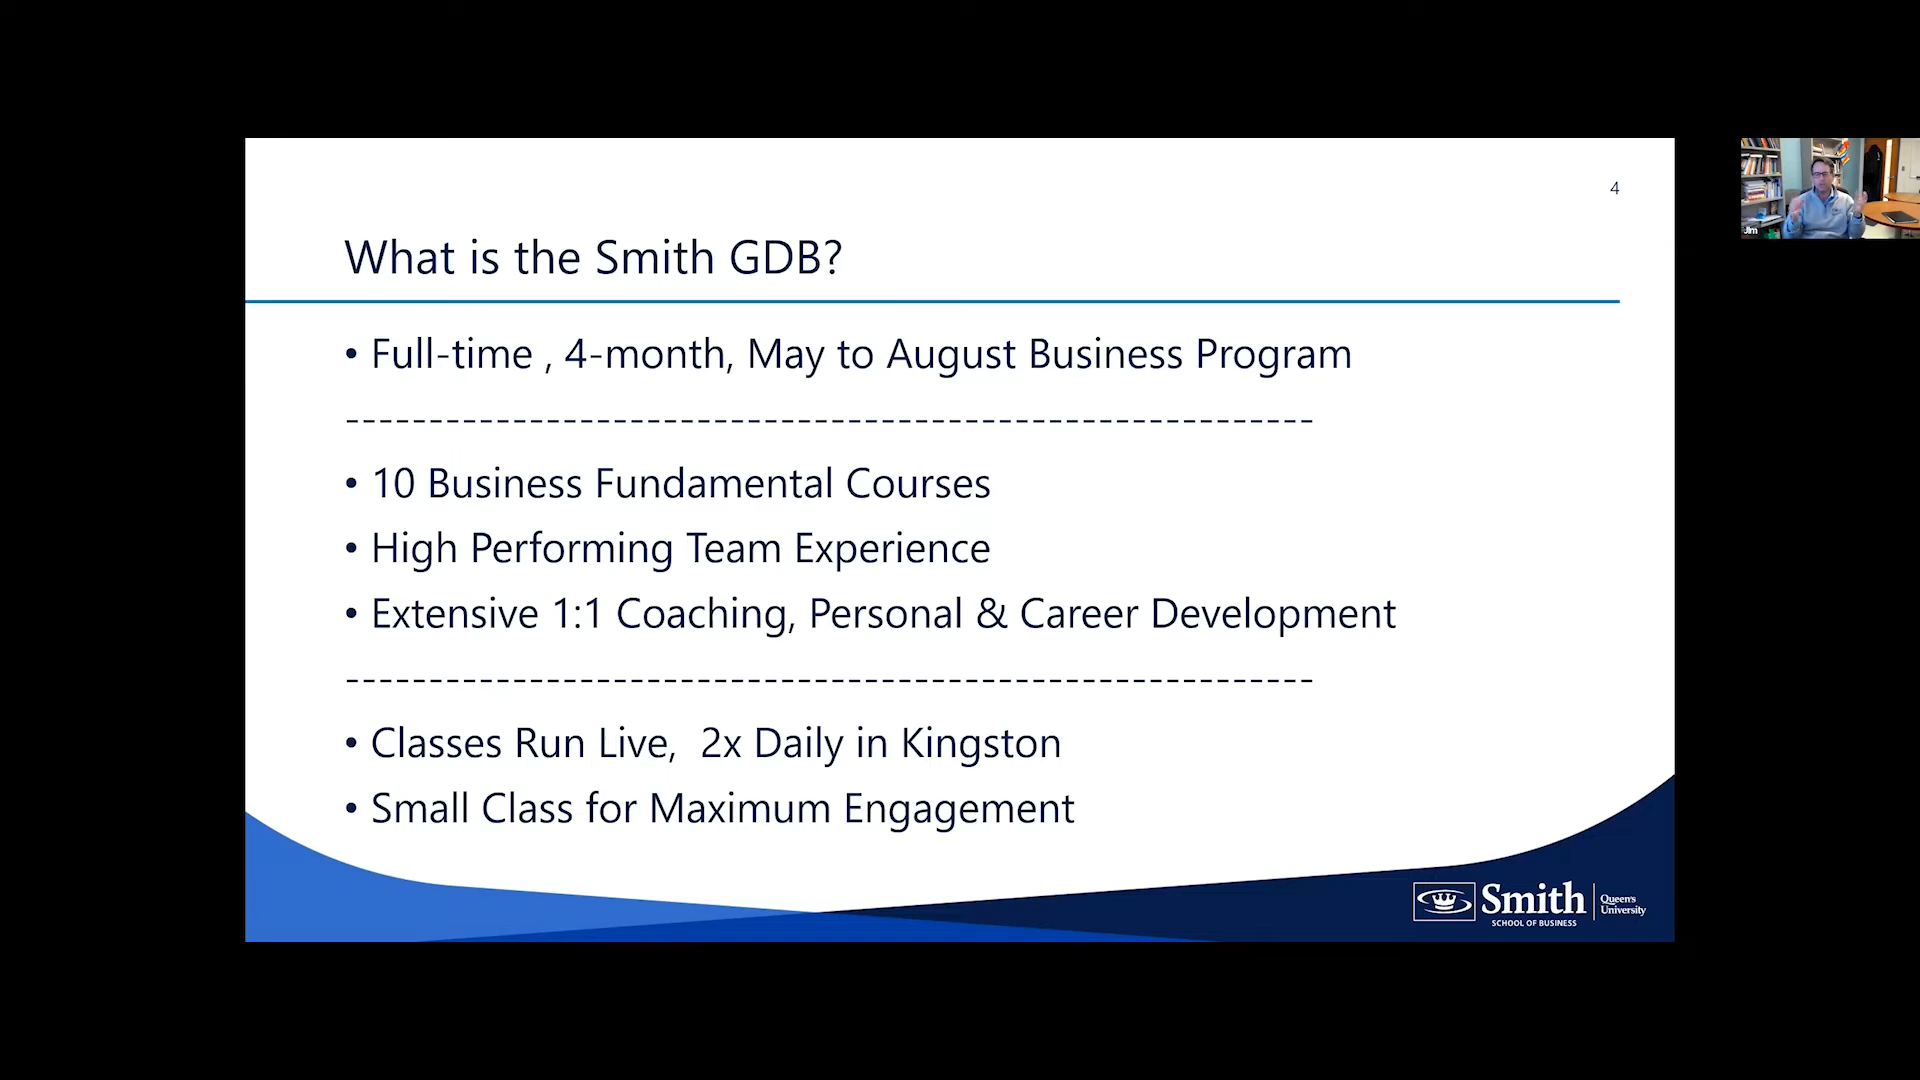 4
What is the Smith GDB?
• Full-time , 4-month, May to August Business Program
----------------------------------------------------------
• 10 Business Fundamental Courses
• High Performing Team Experience
• Extensive 1:1 Coaching, Personal & Career Development
----------------------------------------------------------
• Classes Run Live,  2x Daily in Kingston
• Small Class for Maximum Engagement
Smith
SCHOOL OF BUSINESS
Queen's
University
Jim